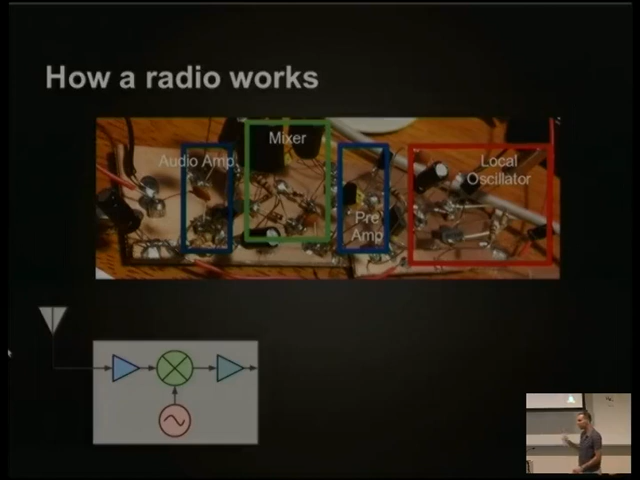 How a radio works
Audio Amp
Mixer
Pre
Amp
Local
Oscillator